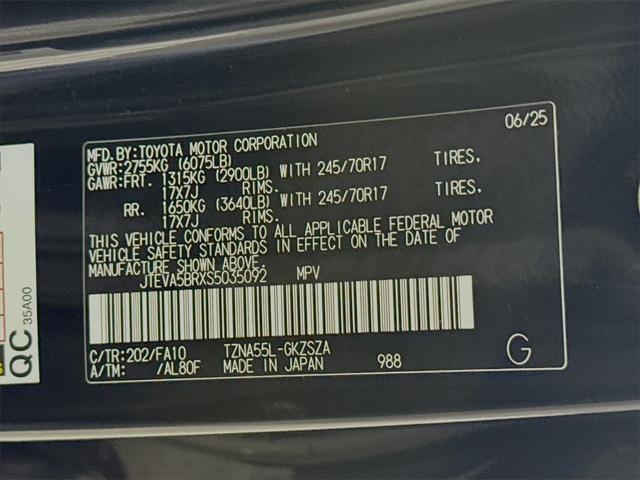 06/25
MFD.BY:TOYOTA MOTOR CORPORATION
GVWR:2755KG (6075LB)
GAWR:FRT. 1315KG (2900LB) WITH 245/70R17 TIRES.
17X7J RIMS.
RR. 1650KG (3640LB) WITH 245/70R17 TIRES.
17X7J RIMS.
THIS VEHICLE CONFORMS TO ALL APPLICABLE FEDERAL MOTOR
VEHICLE SAFETY STANDARDS IN EFFECT ON THE DATE OF
MANUFACTURE SHOWN ABOVE.
JTEVA5BRXS5035092 MPV
C/TR:202/FA10 TZNA55L-GKZSZA
A/TM: /AL80F MADE IN JAPAN 988
G
QC
35A00